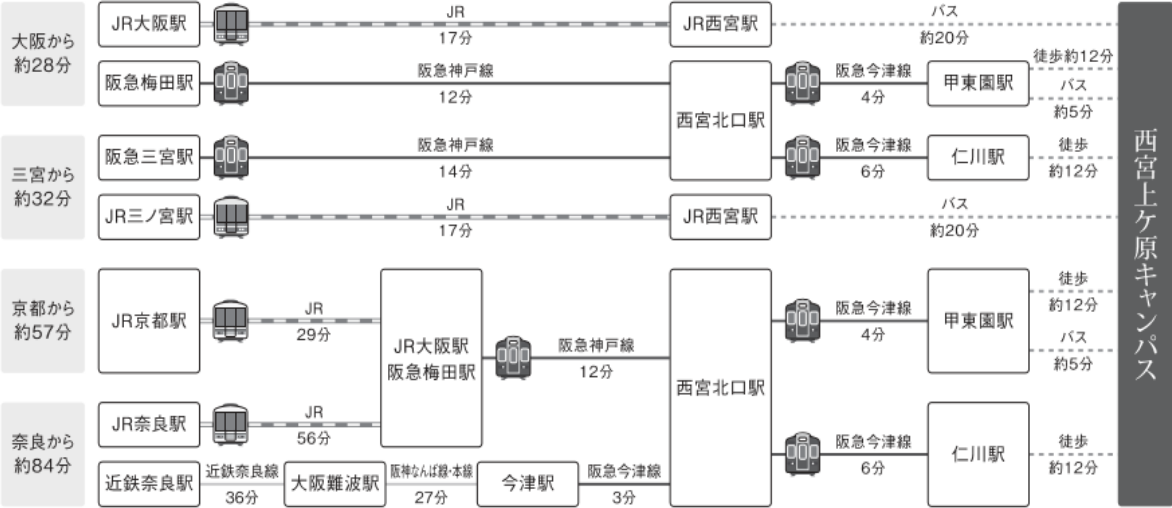 大阪から
約28分
JR大阪駅
JR
17分
JR西宮駅
バス
約20分
阪急梅田駅
阪急神戸線
12分
西宮北口駅
阪急今津線
4分
甲東園駅
徒歩約12分
バス
約5分
三宮から
約32分
阪急三宮駅
阪急神戸線
14分
阪急今津線
6分
仁川駅
徒歩
約12分
JR三ノ宮駅
JR
17分
JR西宮駅
バス
約20分
京都から
約57分
JR京都駅
JR
29分
JR大阪駅
阪急梅田駅
阪急神戸線
12分
西宮北口駅
阪急今津線
4分
甲東園駅
徒歩
約12分
バス
約5分
奈良から
約84分
JR奈良駅
JR
56分
阪急今津線
6分
仁川駅
徒歩
約12分
近鉄奈良駅
近鉄奈良線
36分
大阪難波駅
阪神なんば線・本線
27分
今津駅
阪急今津線
3分
西宮上ケ原キャンパス